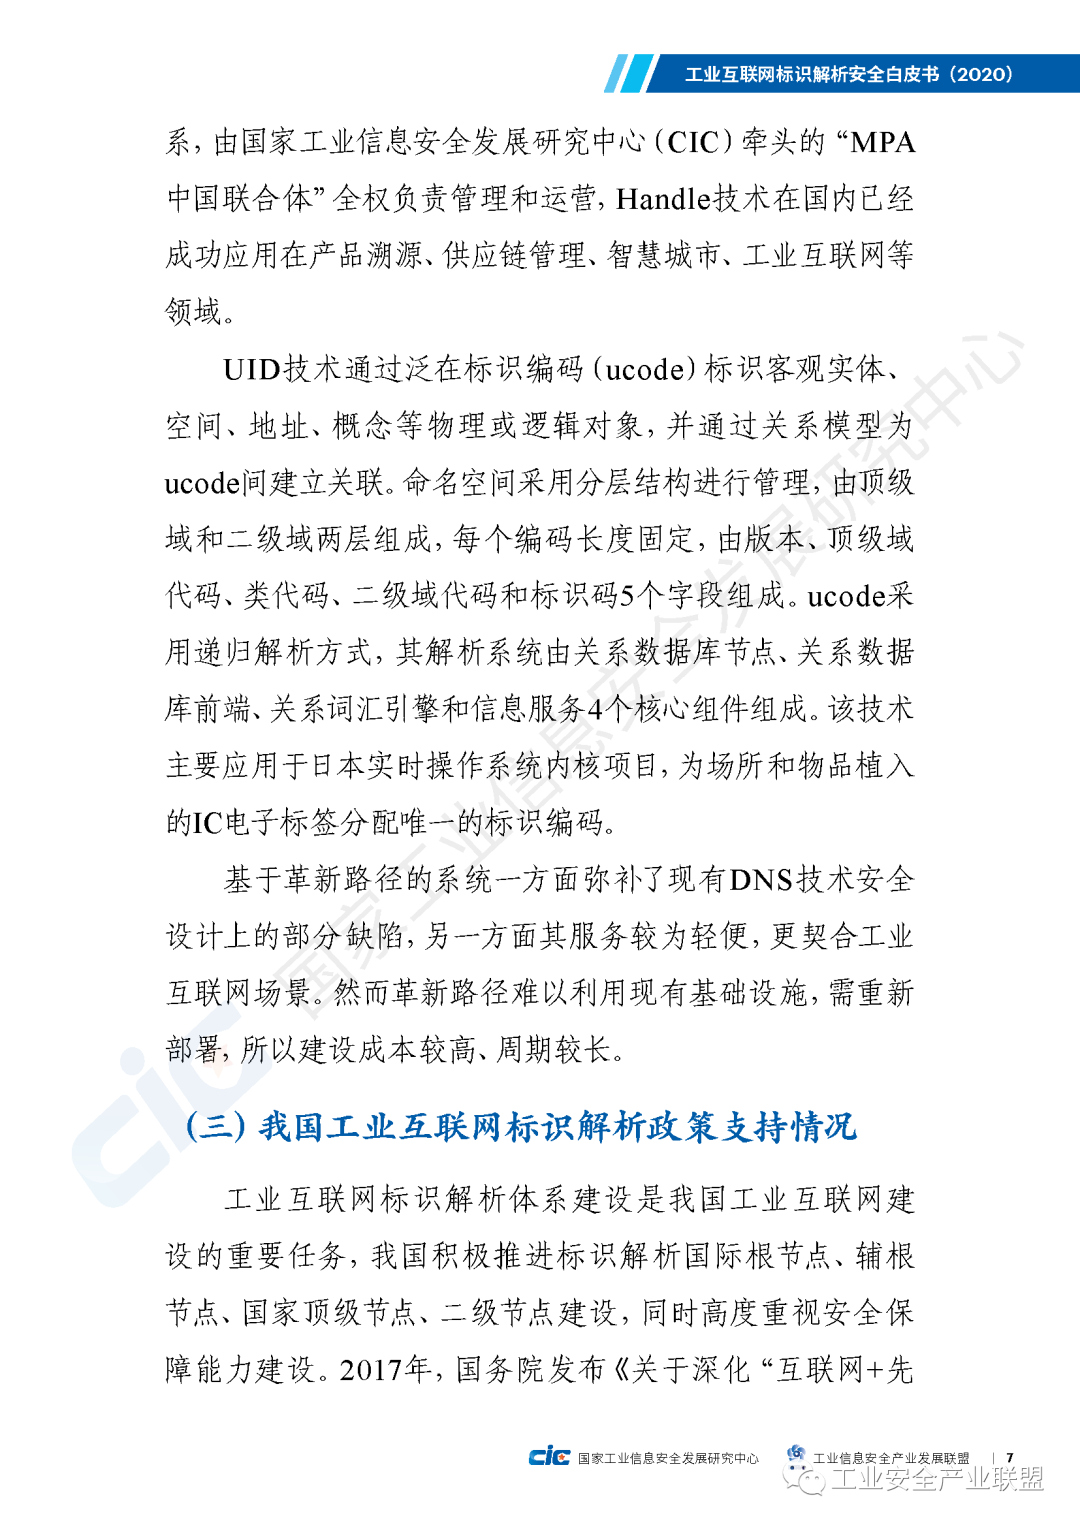 工业互联网标识解析安全白皮书（2020）
系，由国家工业信息安全发展研究中心（CIC）牵头的“MPA
中国联合体”全权负责管理和运营，Handle技术在国内已经
成功应用在产品溯源、供应链管理、智慧城市、工业互联网等
领域。
UID技术通过泛在标识编码（ucode）标识客观实体、
空间、地址、概念等物理或逻辑对象，并通过关系模型为
ucode间建立关联。命名空间采用分层结构进行管理，由顶级
域和二级域两层组成，每个编码长度固定，由版本、顶级域
代码、类代码、二级域代码和标识码5个字段组成。ucode采
用递归解析方式，其解析系统由关系数据库节点、关系数据
库前端、关系词汇引擎和信息服务4个核心组件组成。该技术
主要应用于日本实时操作系统内核项目，为场所和物品植入
的IC电子标签分配唯一的标识编码。
基于革新路径的系统一方面弥补了现有DNS技术安全
设计上的部分缺陷，另一方面其服务较为轻便，更契合工业
互联网场景。然而革新路径难以利用现有基础设施，需重新
部署，所以建设成本较高、周期较长。
（三）我国工业互联网标识解析政策支持情况
工业互联网标识解析体系建设是我国工业互联网建
设的重要任务，我国积极推进标识解析国际根节点、辅根
节点、国家顶级节点、二级节点建设，同时高度重视安全保
障能力建设。2017年，国务院发布《关于深化“互联网+先
CIC 国家工业信息安全发展研究中心 工业信息安全产业发展联盟 | 7
工业安全产业联盟
CIC 国家工业信息安全发展研究中心